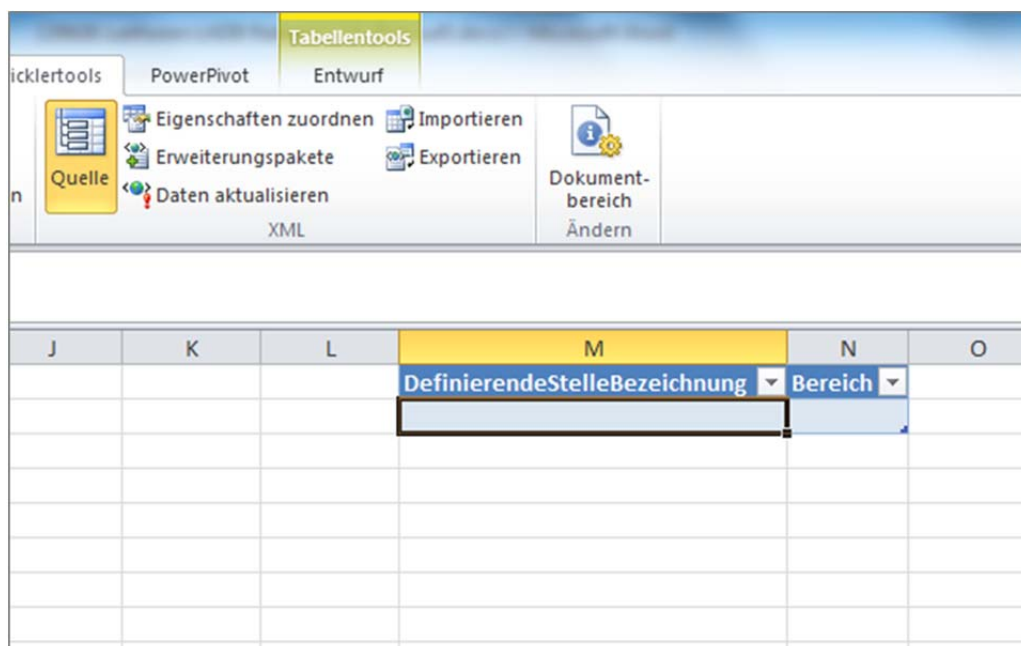 Tabellentools
icklertools PowerPivot Entwurf
Eigenschaften zuordnen Importieren
Erweiterungspakete Exportieren
Quelle
Daten aktualisieren
n
XML
Dokument-
bereich
Ändern
J K L M N O
DefinierendeStelleBezeichnung Bereich